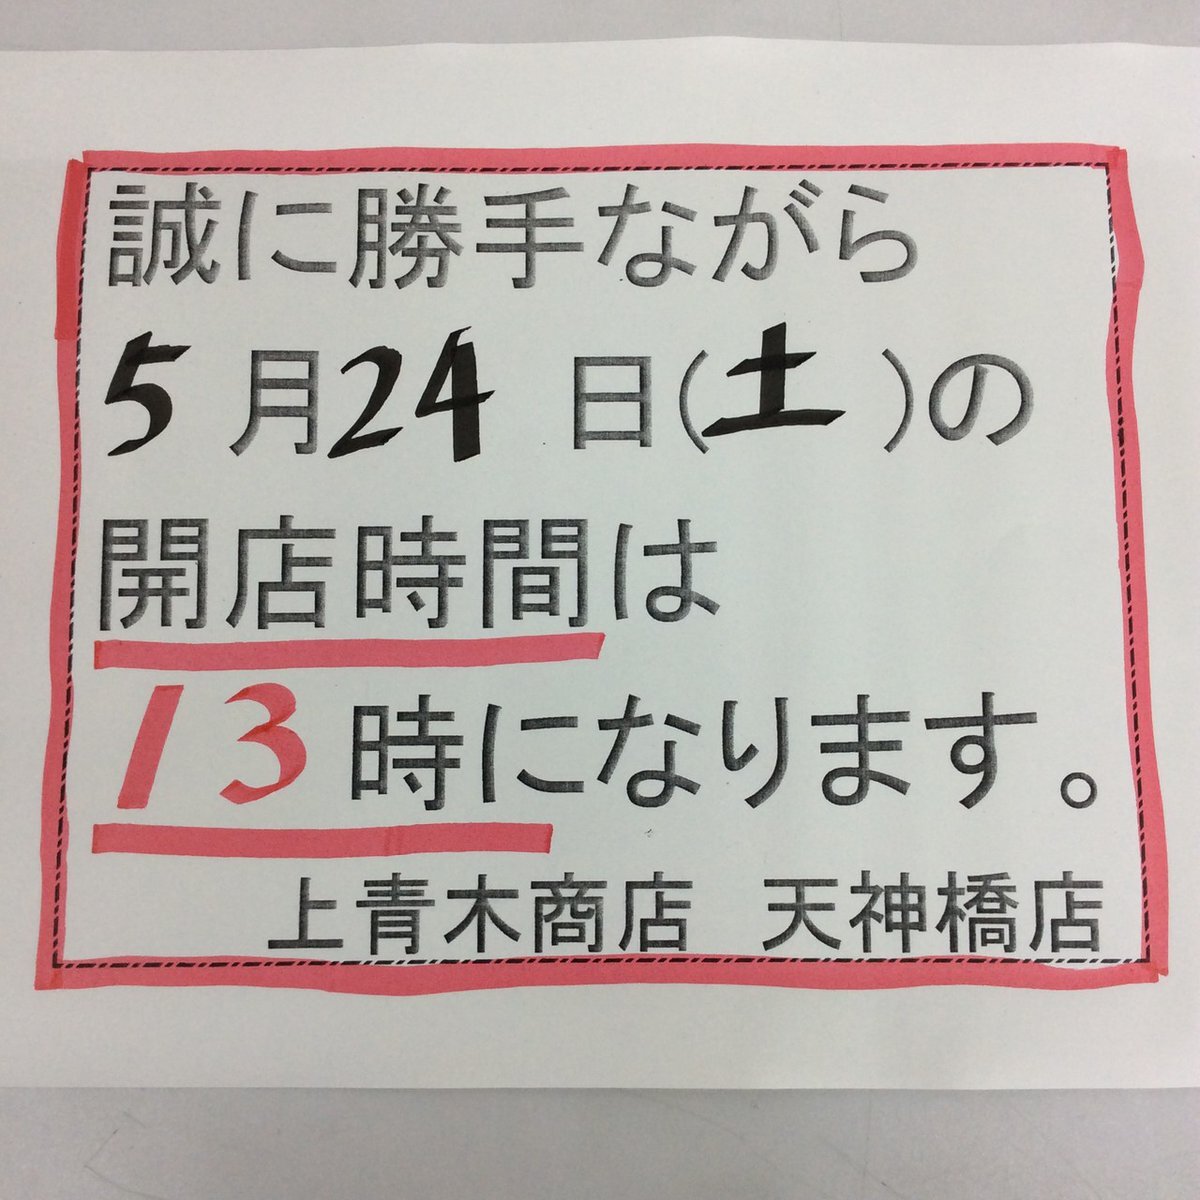 誠に勝手ながら
5月24日(土)の
開店時間は
13時になります。
上青木商店 天神橋店